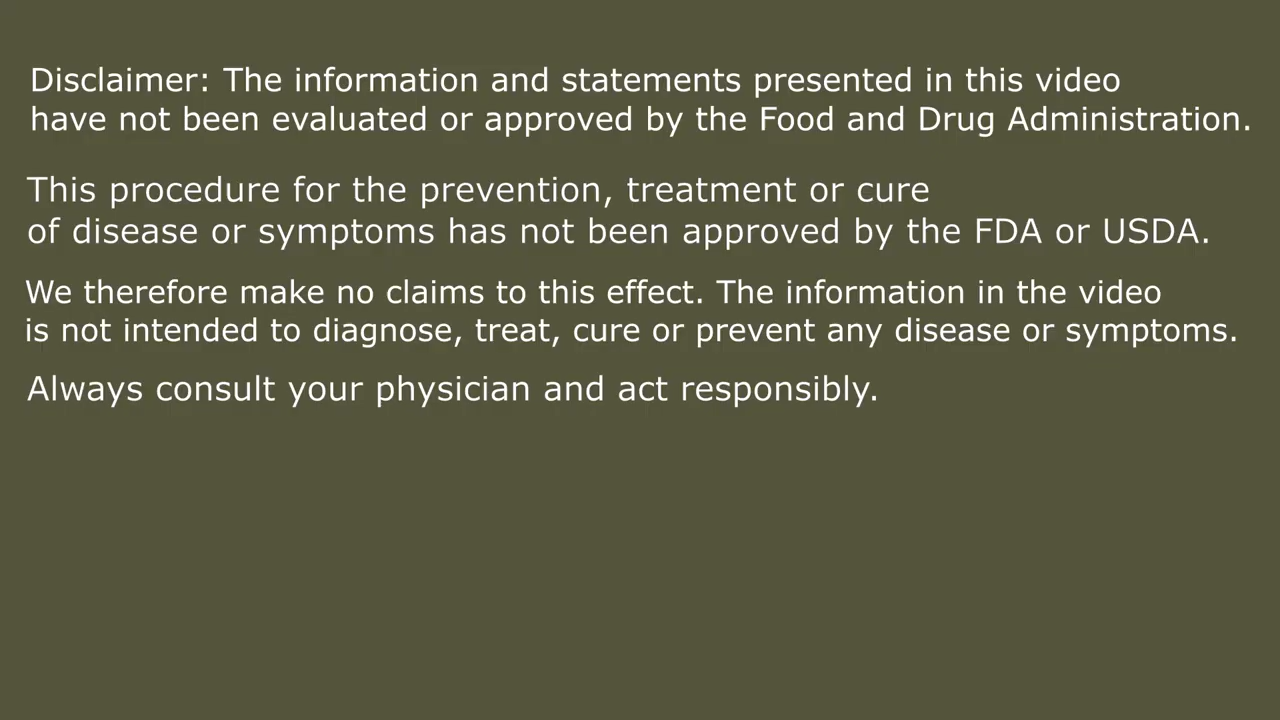 Disclaimer: The information and statements presented in this video
have not been evaluated or approved by the Food and Drug Administration.
This procedure for the prevention, treatment or cure
of disease or symptoms has not been approved by the FDA or USDA.
We therefore make no claims to this effect. The information in the video
is not intended to diagnose, treat, cure or prevent any disease or symptoms.
Always consult your physician and act responsibly.